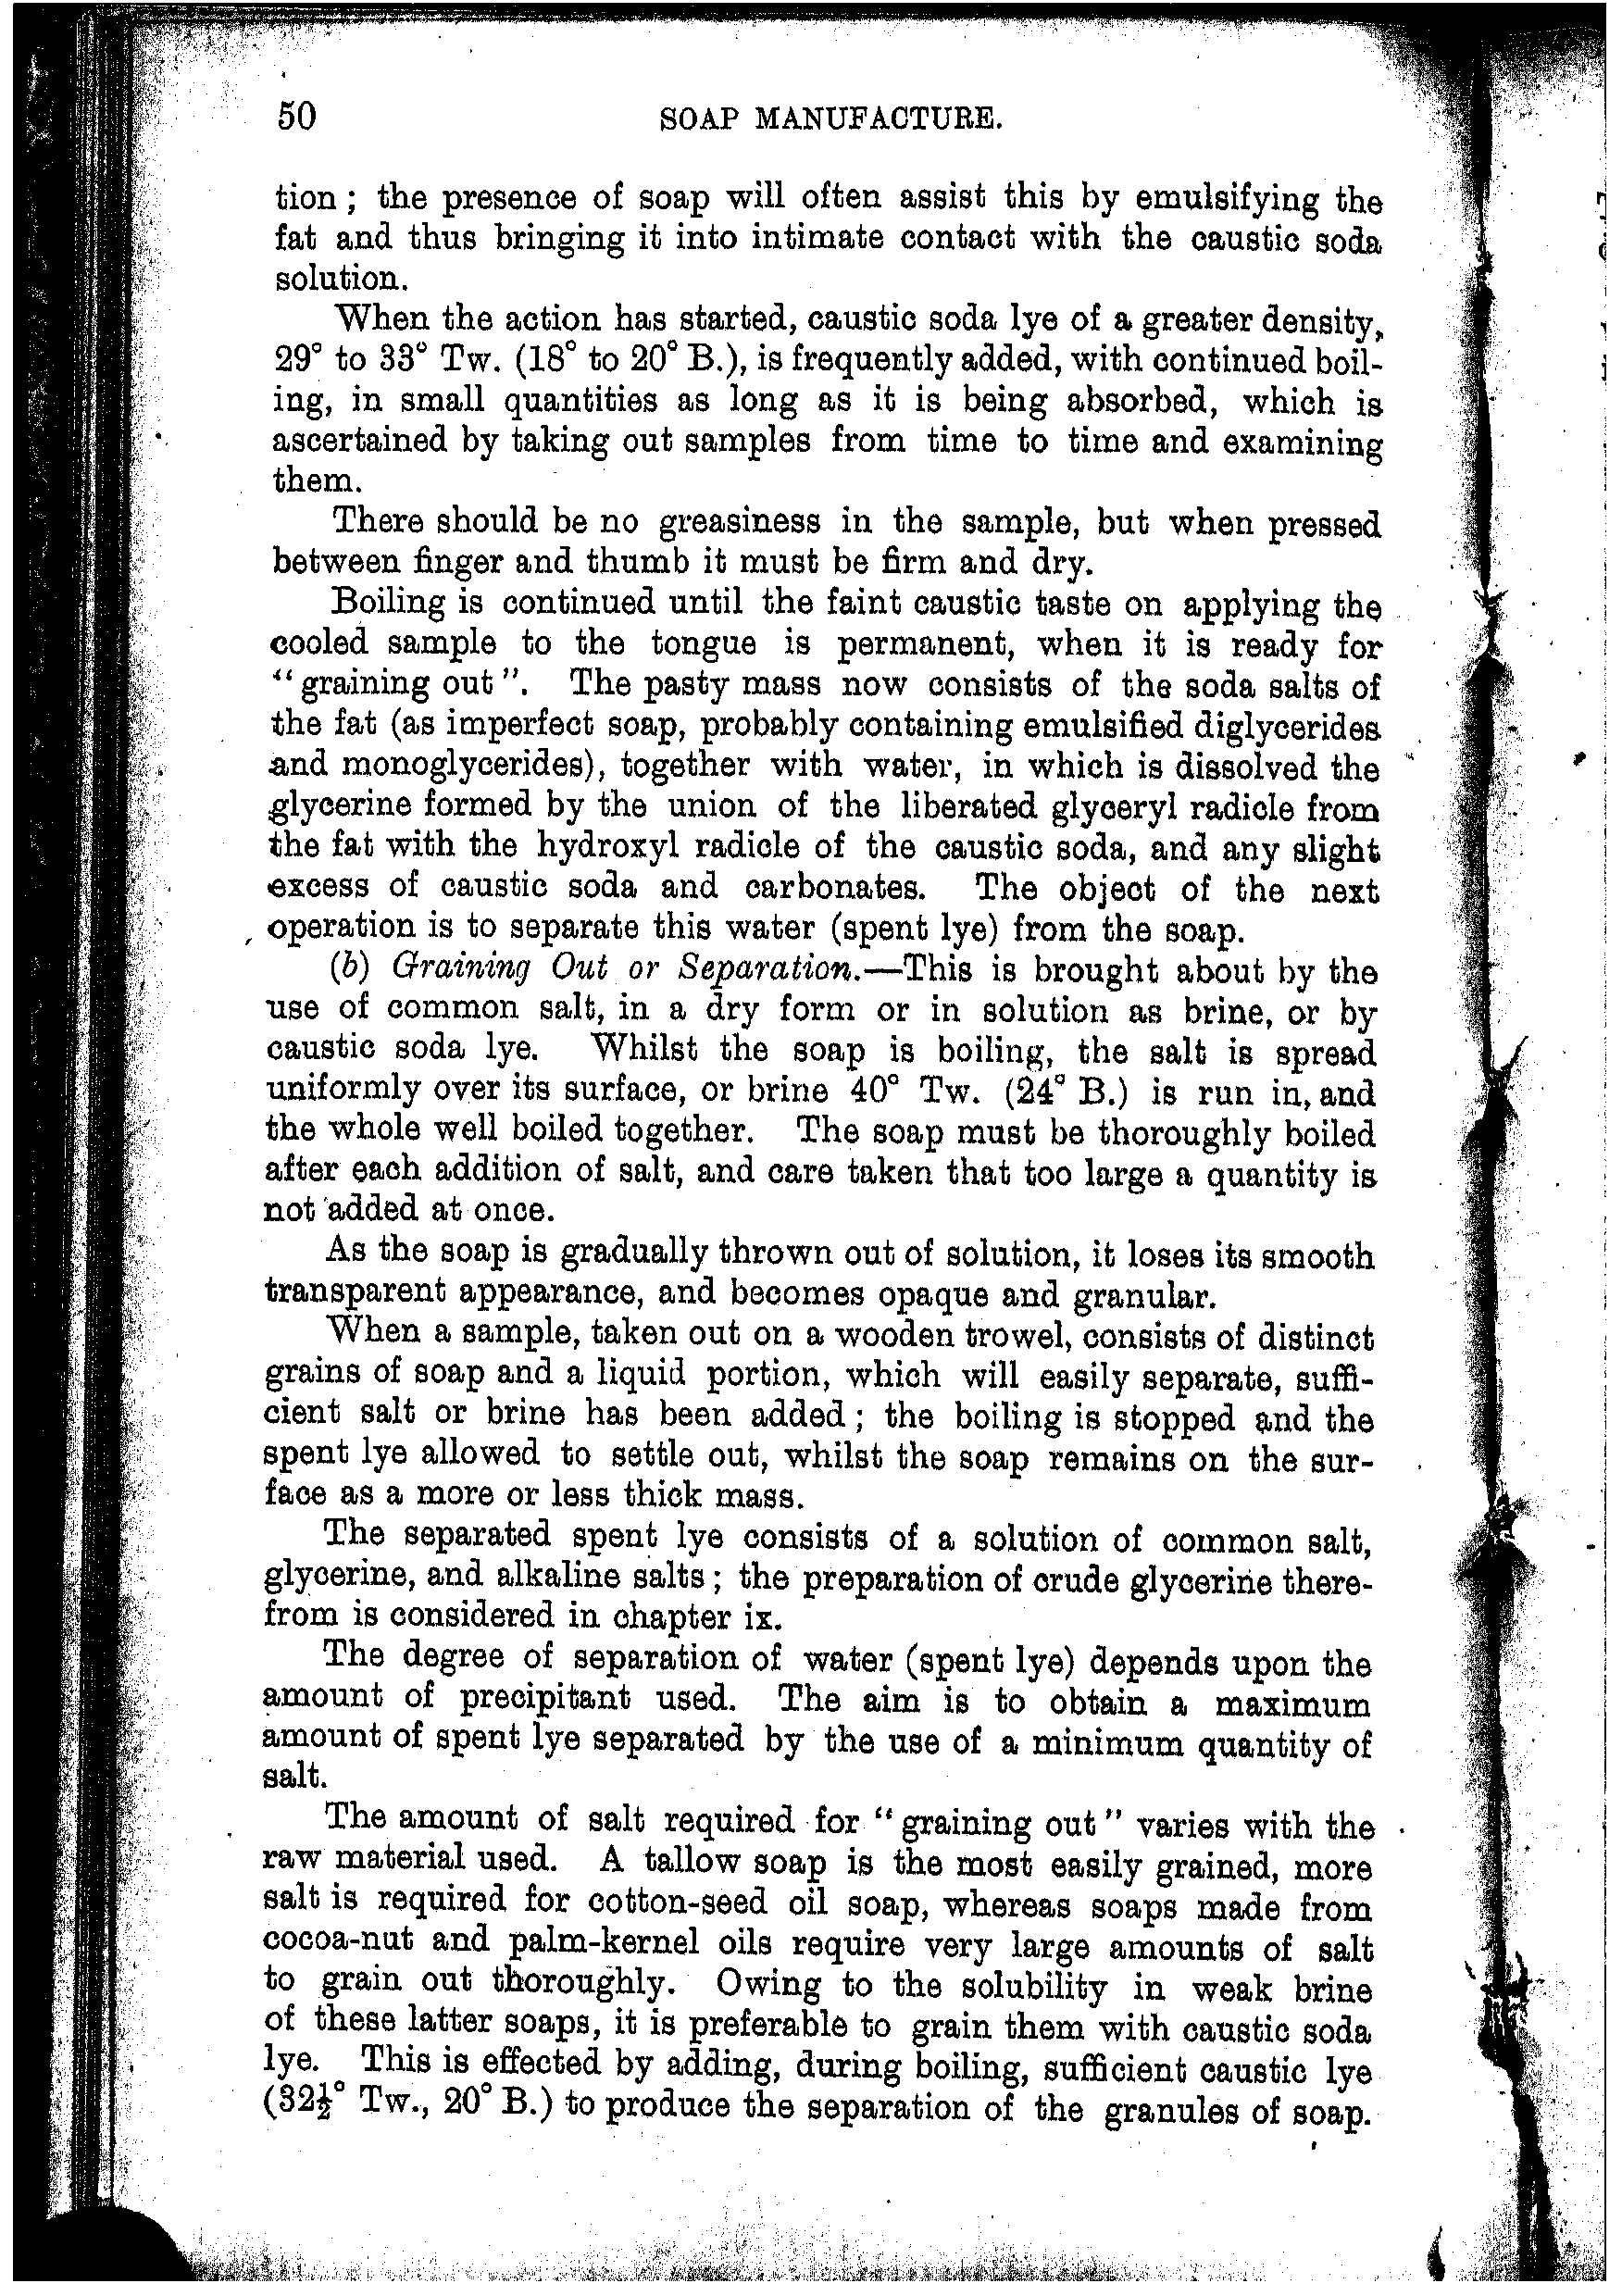 50 SOAP MANUFACTURE.
tion ; the presence of soap will often assist this by emulsifying the
fat and thus bringing it into intimate contact with the caustic soda
solution.
When the action has started, caustic soda lye of a greater density,
29° to 33° Tw. (18° to 20° B.), is frequently added, with continued boil-
ing, in small quantities as long as it is being absorbed, which is
ascertained by taking out samples from time to time and examining
them.
There should be no greasiness in the sample, but when pressed
between finger and thumb it must be firm and dry.
Boiling is continued until the faint caustic taste on applying the
cooled sample to the tongue is permanent, when it is ready for
“graining out”. The pasty mass now consists of the soda salts of
the fat (as imperfect soap, probably containing emulsified diglycerides
and monoglycerides), together with water, in which is dissolved the
glycerine formed by the union of the liberated glyceryl radicle from
the fat with the hydroxyl radicle of the caustic soda, and any slight
excess of caustic soda and carbonates. The object of the next
operation is to separate this water (spent lye) from the soap.
(b) Graining Out or Separation.—This is brought about by the
use of common salt, in a dry form or in solution as brine, or by
caustic soda lye. Whilst the soap is boiling, the salt is spread
uniformly over its surface, or brine 40° Tw. (24° B.) is run in, and
the whole well boiled together. The soap must be thoroughly boiled
after each addition of salt, and care taken that too large a quantity is
not added at once.
As the soap is gradually thrown out of solution, it loses its smooth
transparent appearance, and becomes opaque and granular.
When a sample, taken out on a wooden trowel, consists of distinct
grains of soap and a liquid portion, which will easily separate, suffi-
cient salt or brine has been added ; the boiling is stopped and the
spent lye allowed to settle out, whilst the soap remains on the sur-
face as a more or less thick mass.
The separated spent lye consists of a solution of common salt,
glycerine, and alkaline salts ; the preparation of crude glycerine there-
from is considered in chapter ix.
The degree of separation of water (spent lye) depends upon the
amount of precipitant used. The aim is to obtain a maximum
amount of spent lye separated by the use of a minimum quantity of
salt.
The amount of salt required for “graining out” varies with the
raw material used. A tallow soap is the most easily grained, more
salt is required for cotton-seed oil soap, whereas soaps made from
cocoa-nut and palm-kernel oils require very large amounts of salt
to grain out thoroughly. Owing to the solubility in weak brine
of these latter soaps, it is preferable to grain them with caustic soda
lye. This is effected by adding, during boiling, sufficient caustic lye
(32½° Tw., 20° B.) to produce the separation of the granules of soap.